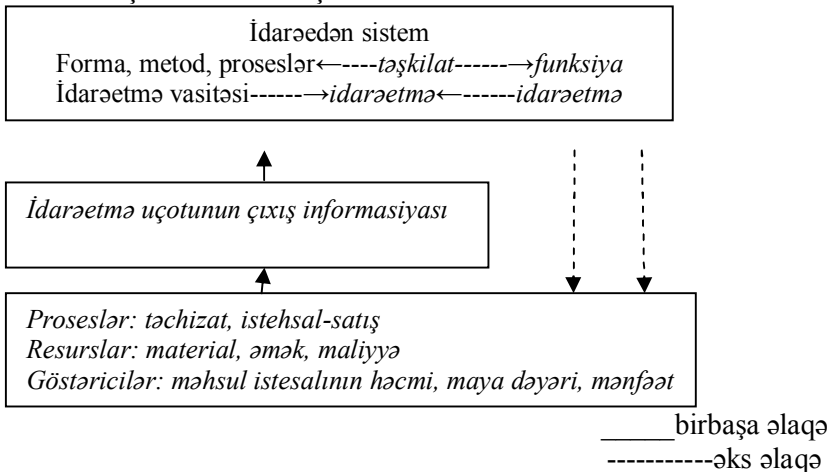 İdarəedən sistem
Forma, metod, proseslər←----təşkilat------→funksiya
İdarəetmə vasitəsi------→idarəetmə←------idarəetmə
İdarəetmə uçotunun çıxış informasiyası
Proseslər: təchizat, istehsal-satış
Resurslar: material, əmək, maliyyə
Göstəricilər: məhsul istesalının həcmi, maya dəyəri, mənfəət
______birbaşa əlaqə
-----------əks əlaqə